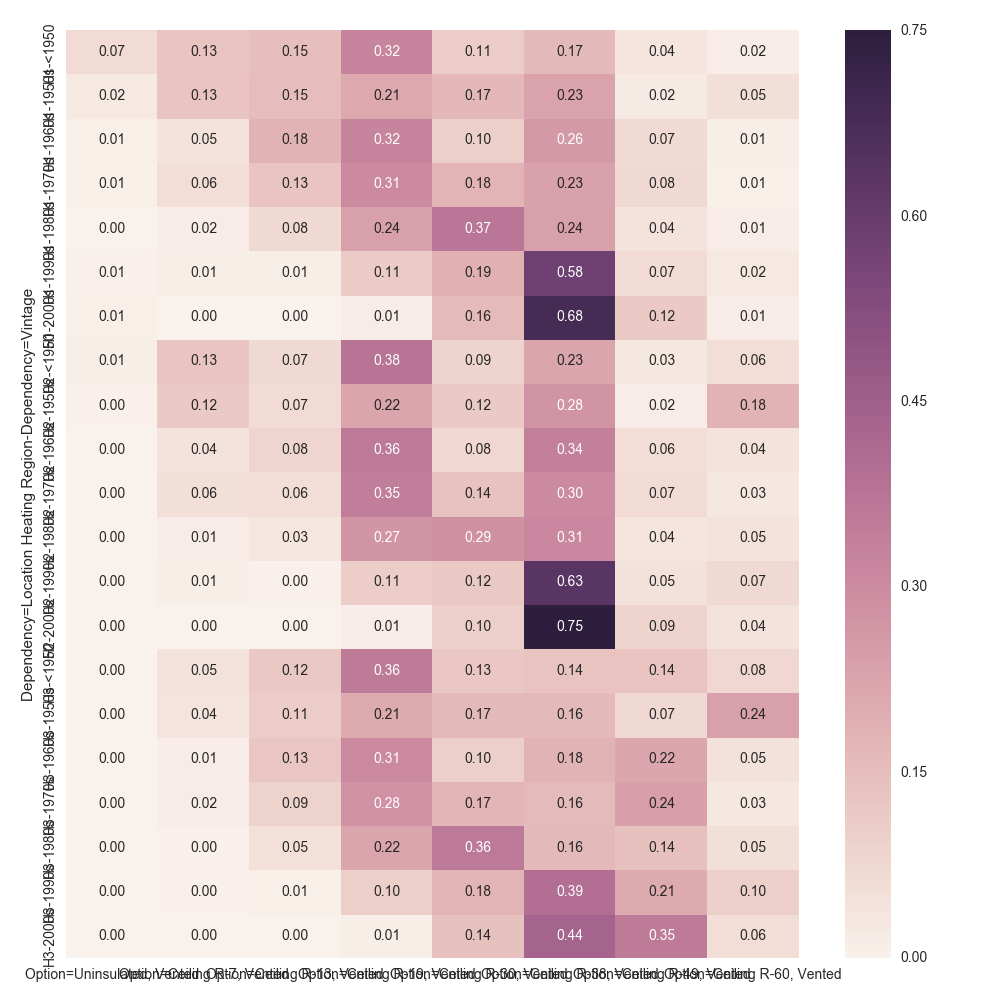 0.07 0.13 0.15 0.32 0.11 0.17 0.04 0.02
0.02 0.13 0.15 0.21 0.17 0.23 0.02 0.05
0.01 0.05 0.18 0.32 0.10 0.26 0.07 0.01
0.01 0.06 0.13 0.31 0.18 0.23 0.08 0.01
0.00 0.02 0.08 0.24 0.37 0.24 0.04 0.01
0.01 0.01 0.01 0.11 0.19 0.58 0.07 0.02
0.01 0.00 0.00 0.01 0.16 0.68 0.12 0.01
0.01 0.13 0.07 0.38 0.09 0.23 0.03 0.06
0.00 0.12 0.07 0.22 0.12 0.28 0.02 0.18
0.00 0.04 0.08 0.36 0.08 0.34 0.06 0.04
0.00 0.06 0.06 0.35 0.14 0.30 0.07 0.03
0.00 0.01 0.03 0.27 0.29 0.31 0.04 0.05
0.00 0.01 0.00 0.11 0.12 0.63 0.05 0.07
0.00 0.00 0.00 0.01 0.10 0.75 0.09 0.04
0.00 0.05 0.12 0.36 0.13 0.14 0.14 0.08
0.00 0.04 0.11 0.21 0.17 0.16 0.07 0.24
0.00 0.01 0.13 0.31 0.10 0.18 0.22 0.05
0.00 0.02 0.09 0.28 0.17 0.16 0.24 0.03
0.00 0.00 0.05 0.22 0.36 0.16 0.14 0.05
0.00 0.00 0.01 0.10 0.18 0.39 0.21 0.10
0.00 0.00 0.00 0.01 0.14 0.44 0.35 0.06
Dependency=Location Heating Region-Dependency=Vintage
H3-2000s
R-60, Vented
0.75
0.60
0.45
0.30
0.15
0.00